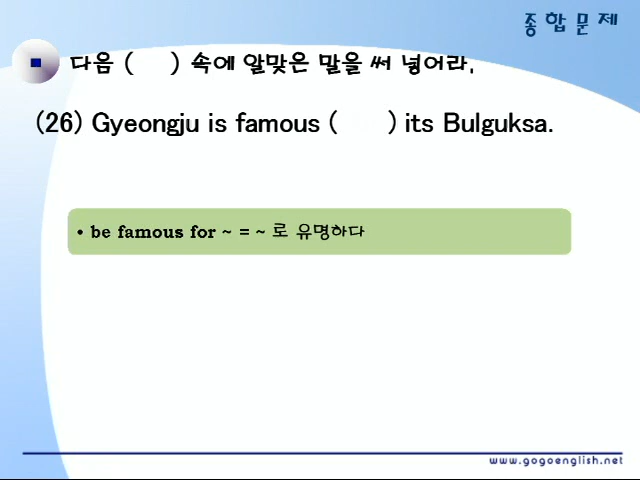 종합문제
다음 (    ) 속에 알맞은 말을 써 넣어라.
(26) Gyeongju is famous (      ) its Bulguksa.
• be famous for ~ = ~ 로 유명하다
www.gogoenglish.net